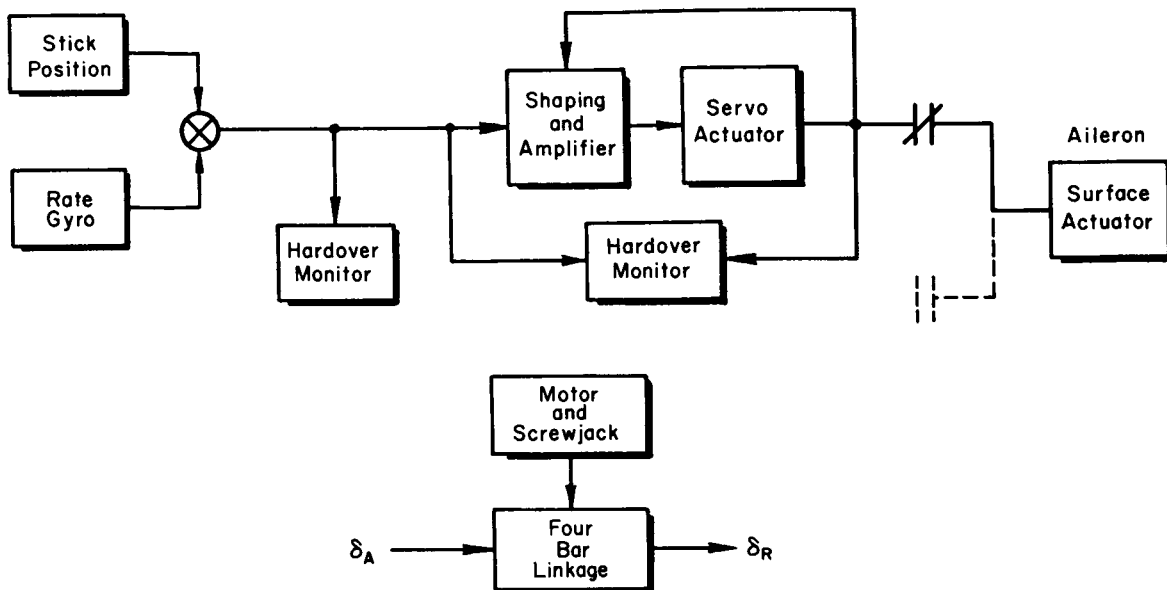 Stick
Position
Rate
Gyro
Hardover
Monitor
Shaping
and
Amplifier
Servo
Actuator
Hardover
Monitor
Aileron
Surface
Actuator
Motor
and
Screwjack
δA
Four
Bar
Linkage
δR